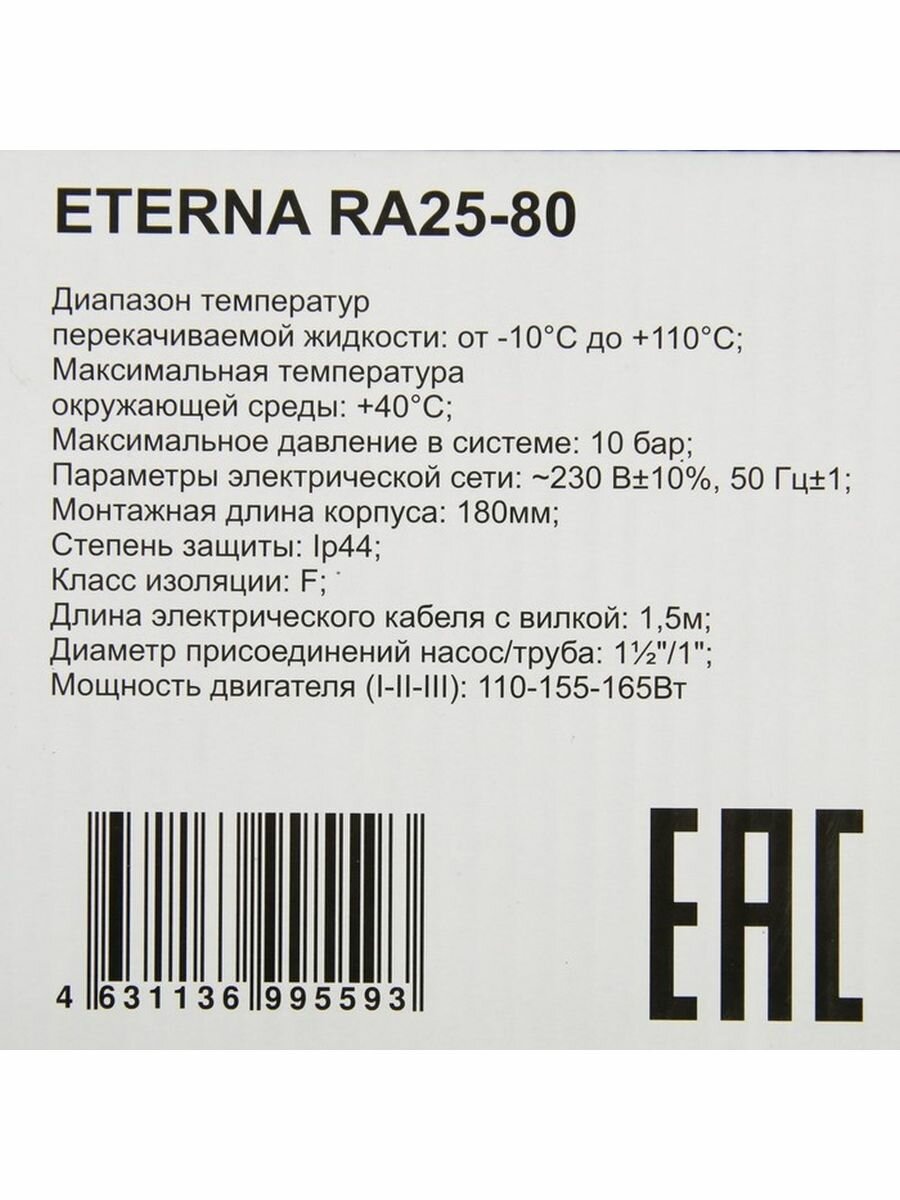 ETERNA RA25-80
Диапазон температур
перекачиваемой жидкости: от -10°С до +110°С;
Максимальная температура
окружающей среды: +40°С;
Максимальное давление в системе: 10 бар;
Параметры электрической сети: ~230 В±10%, 50 Гц±1;
Монтажная длина корпуса: 180мм;
Степень защиты: Ip44;
Класс изоляции: F;
Длина электрического кабеля с вилкой: 1,5м;
Диаметр присоединений насос/труба: 1½"/1";
Мощность двигателя (I-II-III): 110-155-165Вт
4 631136 995593
EAC